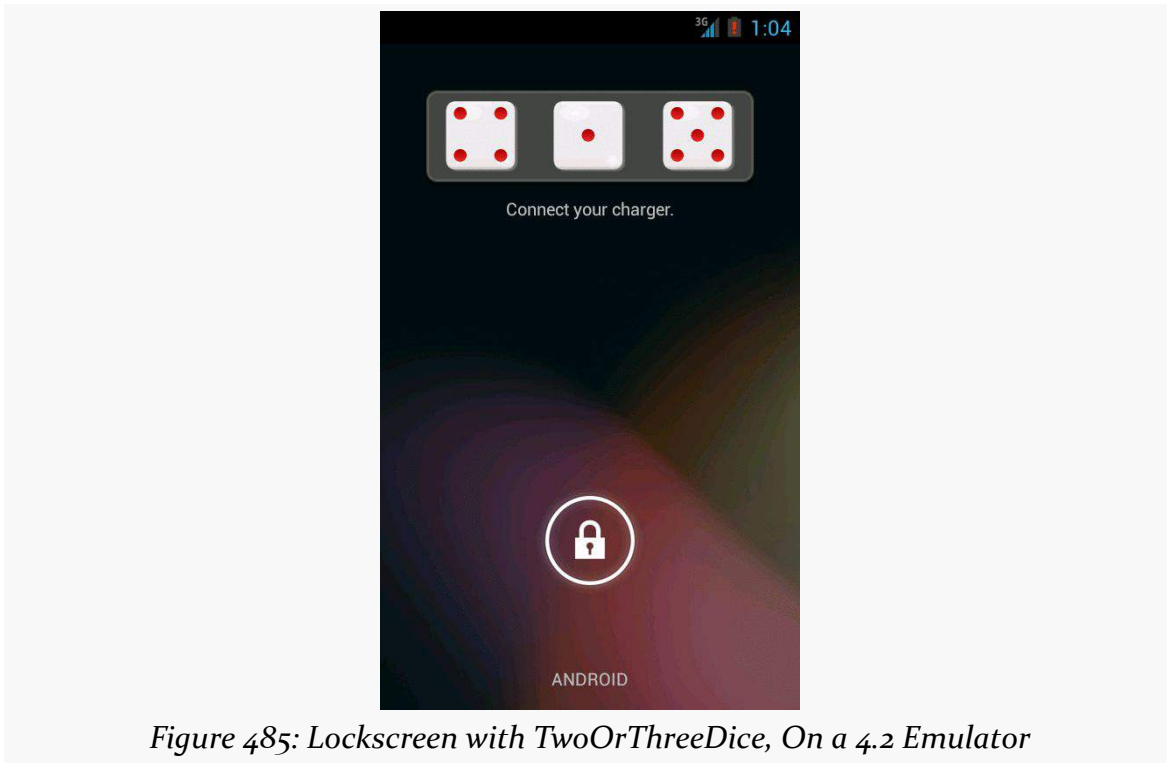 3G 1:04
Connect your charger.
ANDROID
Figure 485: Lockscreen with TwoOrThreeDice, On a 4.2 Emulator